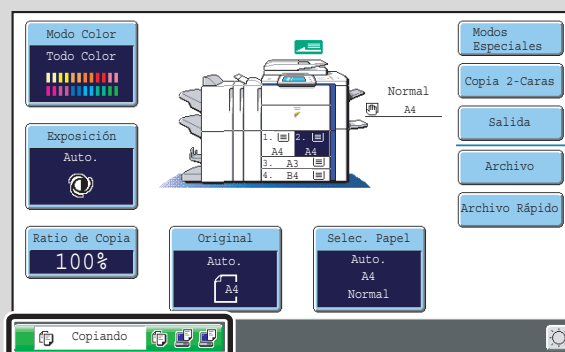 Modo Color
Todo Color
Exposición
Auto.
Ratio de Copia
100%
Normal
A4
1. 2.
A4 A4
3. A3
4. B4
Original
Auto.
A4
Selec. Papel
Auto.
A4
Normal
Modos
Especiales
Copia 2-Caras
Salida
Archivo
Archivo Rápido
Copiando